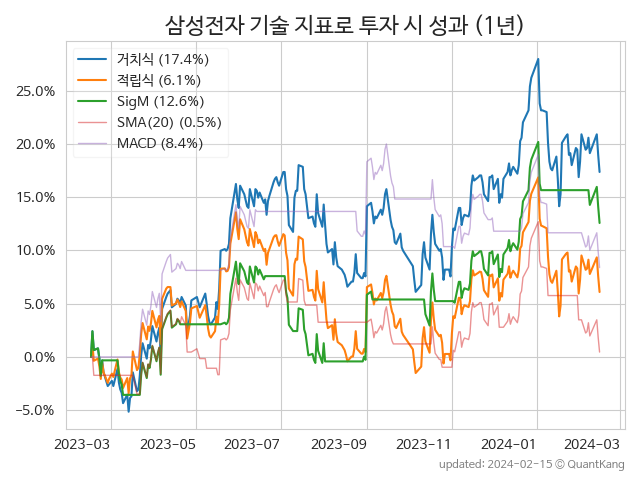 삼성전자 기술 지표로 투자 시 성과 (1년)
거치식 (17.4%)
적립식 (6.1%)
SigM (12.6%)
SMA(20) (0.5%)
MACD (8.4%)
25.0%
20.0%
15.0%
10.0%
5.0%
0.0%
−5.0%
2023-03 2023-05 2023-07 2023-09 2023-11 2024-01 2024-03
updated: 2024-02-15 ⓒ QuantKang